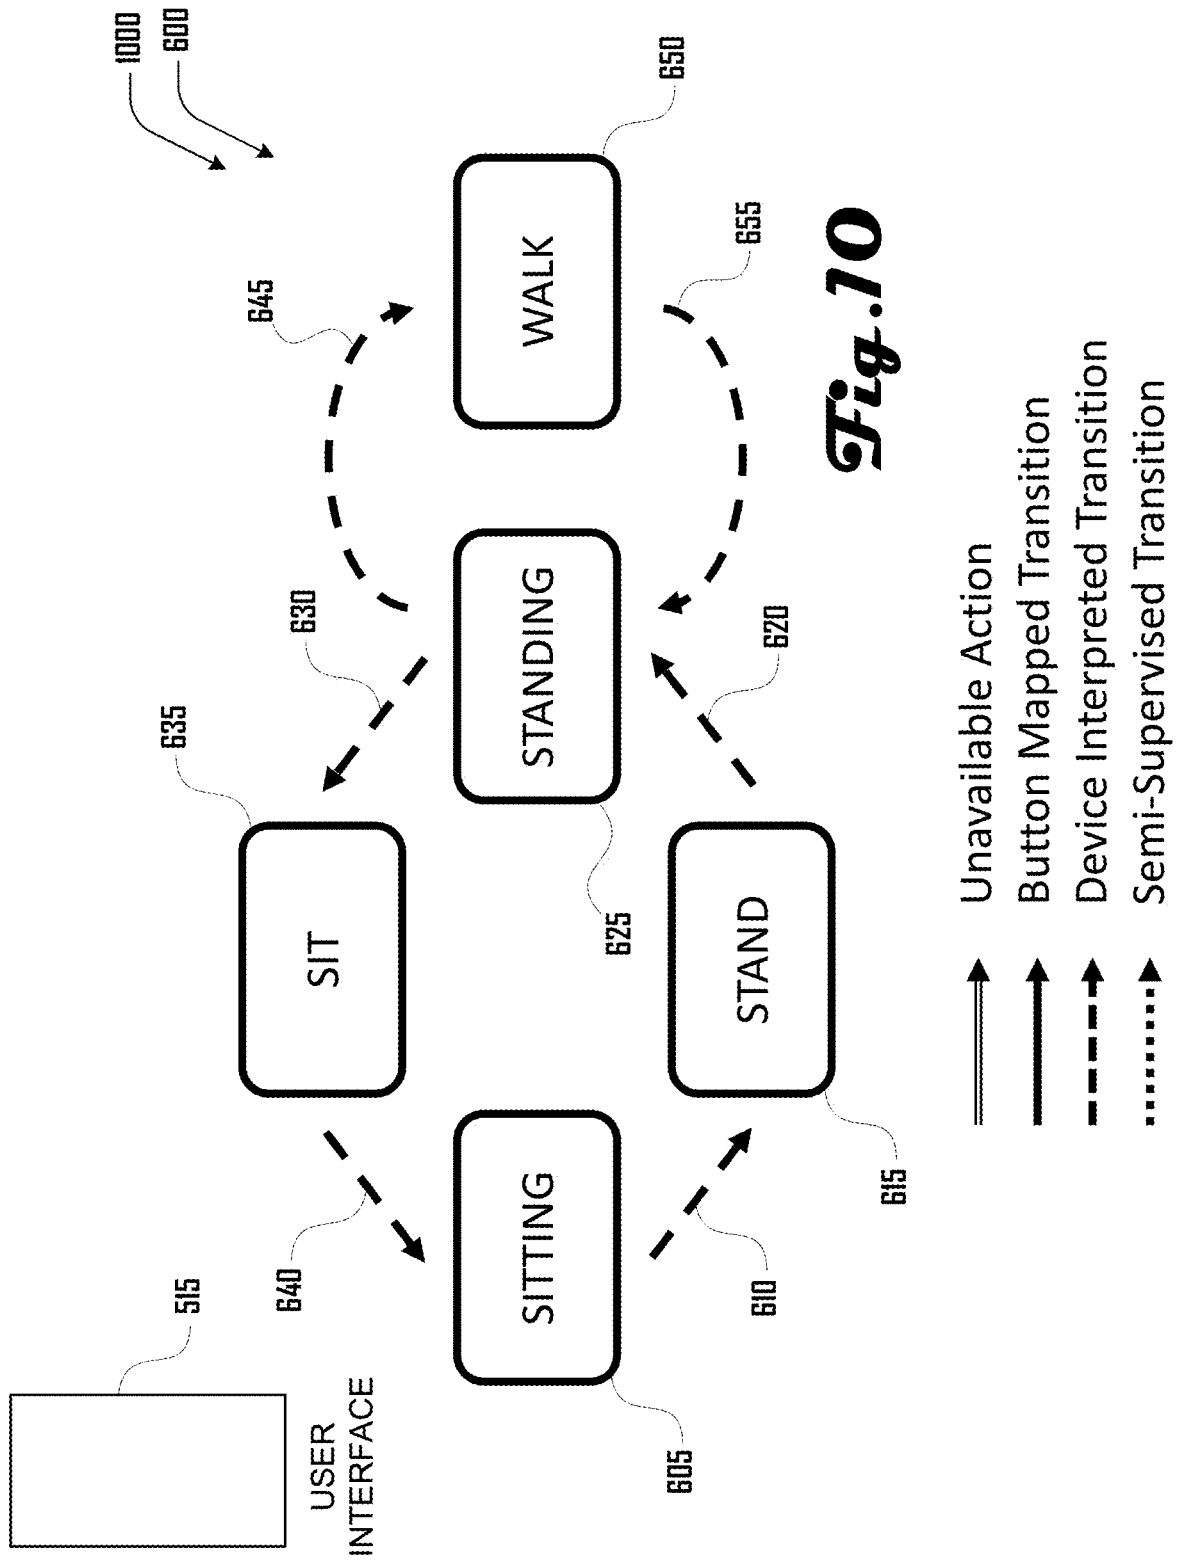 1000
600
515
USER
INTERFACE
640
SIT
635
630
645
SITTING
605
STANDING
625
WALK
650
610
STAND
615
620
655
Fig.10
Unavailable Action
Button Mapped Transition
Device Interpreted Transition
Semi-Supervised Transition